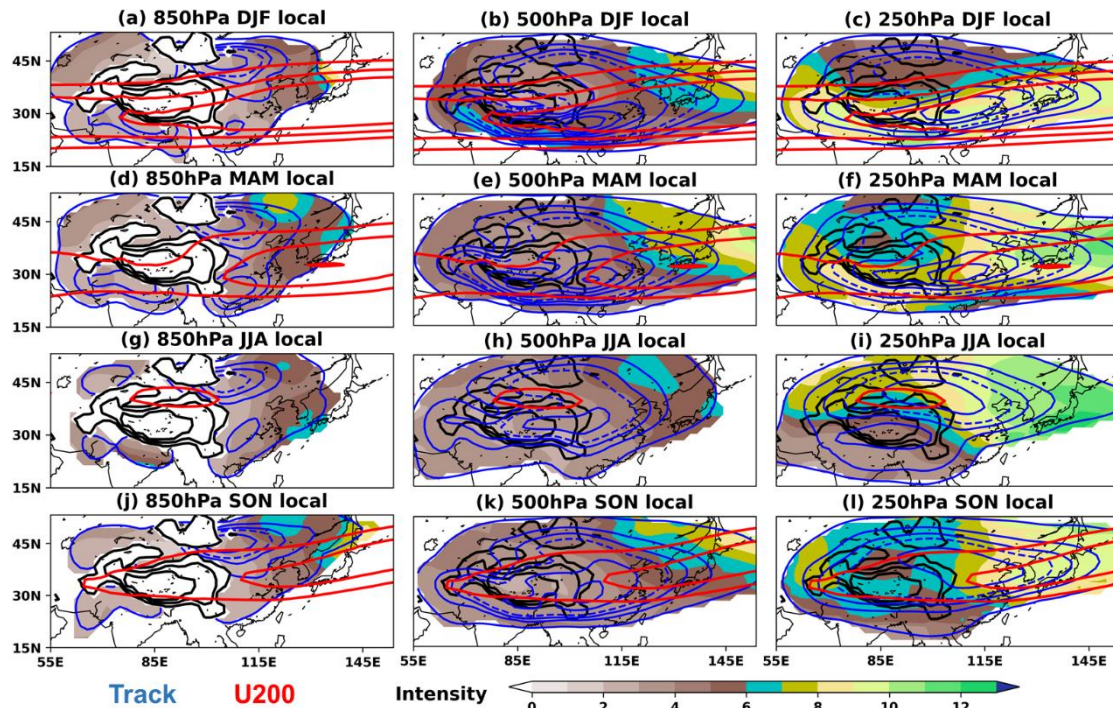 (a) 850hPa DJF local (b) 500hPa DJF local (c) 250hPa DJF local
45N
30N
15N
(d) 850hPa MAM local (e) 500hPa MAM local (f) 250hPa MAM local
45N
30N
15N
(g) 850hPa JJA local (h) 500hPa JJA local (i) 250hPa JJA local
45N
30N
15N
(j) 850hPa SON local (k) 500hPa SON local (l) 250hPa SON local
45N
30N
15N
55E 85E 115E 145E 55E 85E 115E 145E 55E 85E 115E 145E
Track U200 Intensity
0 2 4 6 8 10 12